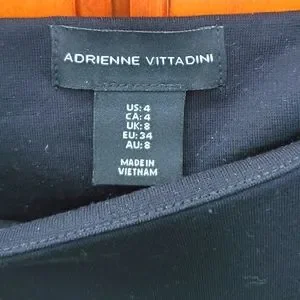 ADRIENNE VITTADINI
US: 4
CA: 4
UK: 8
EU: 34
AU: 8
MADE IN
VIETNAM